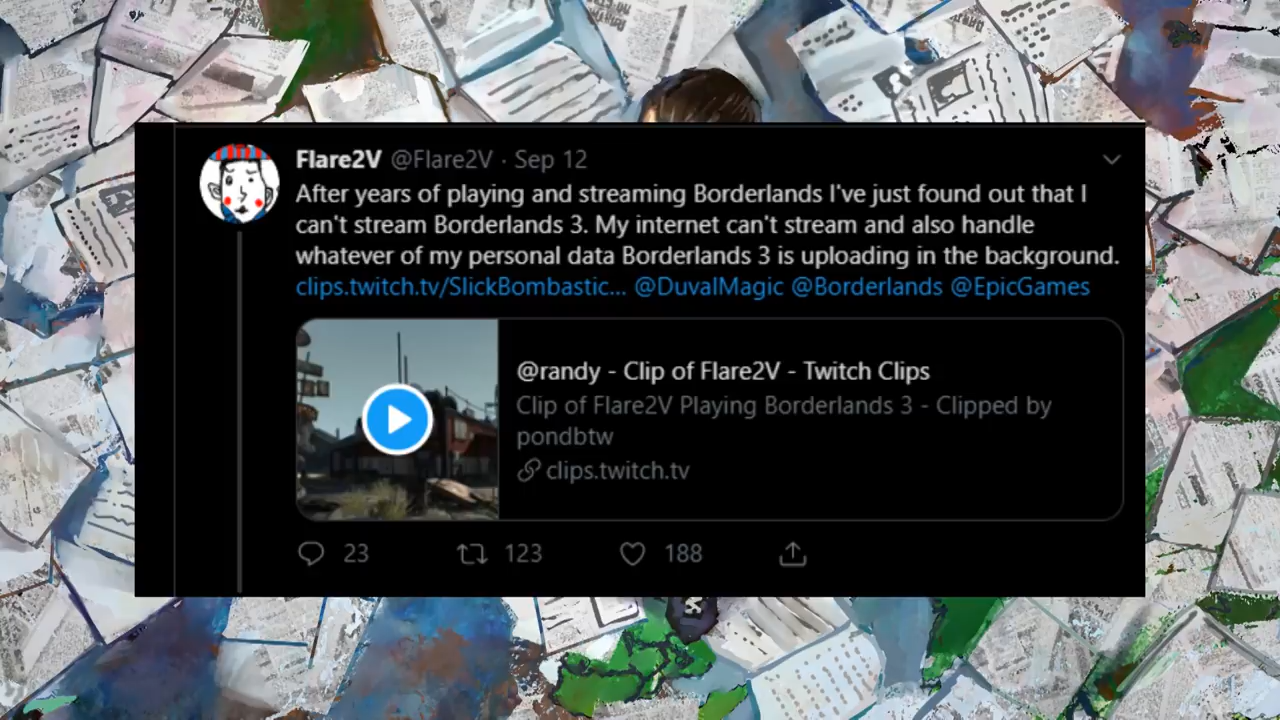 Flare2V @Flare2V · Sep 12
After years of playing and streaming Borderlands I've just found out that I
can't stream Borderlands 3. My internet can't stream and also handle
whatever of my personal data Borderlands 3 is uploading in the background.
clips.twitch.tv/SlickBombastic... @DuvalMagic @Borderlands @EpicGames
@randy - Clip of Flare2V - Twitch Clips
Clip of Flare2V Playing Borderlands 3 - Clipped by
pondbtw
clips.twitch.tv
23 123 188